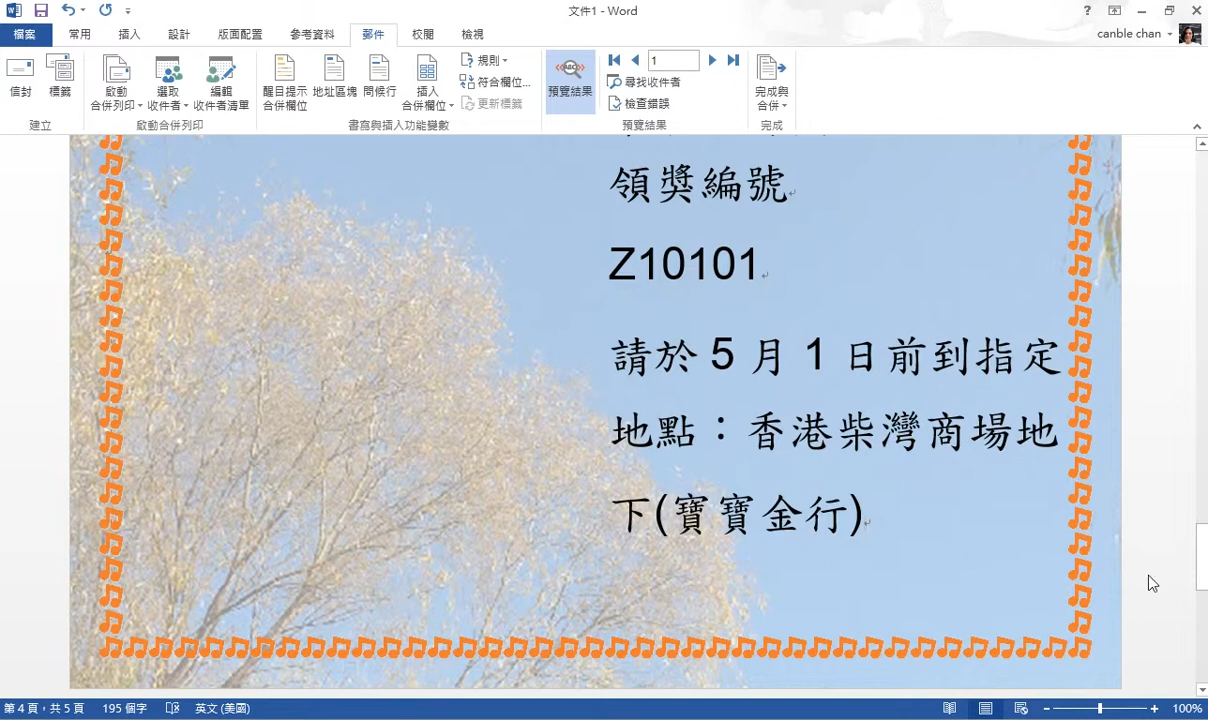 文件1 - Word
?
檔案 常用 插入 設計 版面配置 參考資料 郵件 校閱 檢視
canble chan
信封
標籤
建立
啟動
合併列印
選取
收件者
編輯
收件者清單
啟動合併列印
醒目提示
合併欄位
地址區塊
問候行
插入
合併欄位
規則
符合欄位...
更新標籤
書寫與插入功能變數
ABC
預覽結果
1
尋找收件者
檢查錯誤
預覽結果
完成與
合併
完成
領獎編號
Z10101
請於 5 月 1 日前到指定
地點：香港柴灣商場地
下(寶寶金行)
第 4 頁，共 5 頁 195 個字 英文 (美國)
100%